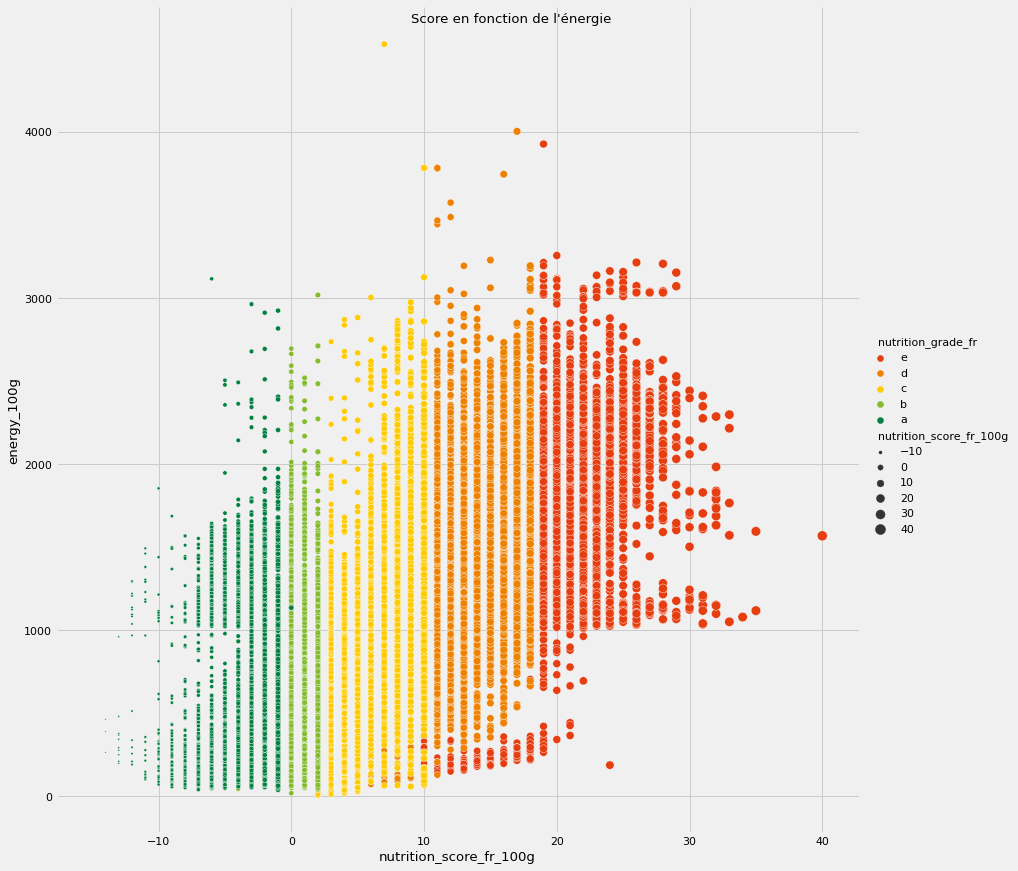 Score en fonction de l'énergie
4000
3000
2000
1000
0
energy_100g
−10
0
10
20
30
40
nutrition_score_fr_100g
nutrition_grade_fr
e
d
c
b
a
nutrition_score_fr_100g
−10
0
10
20
30
40